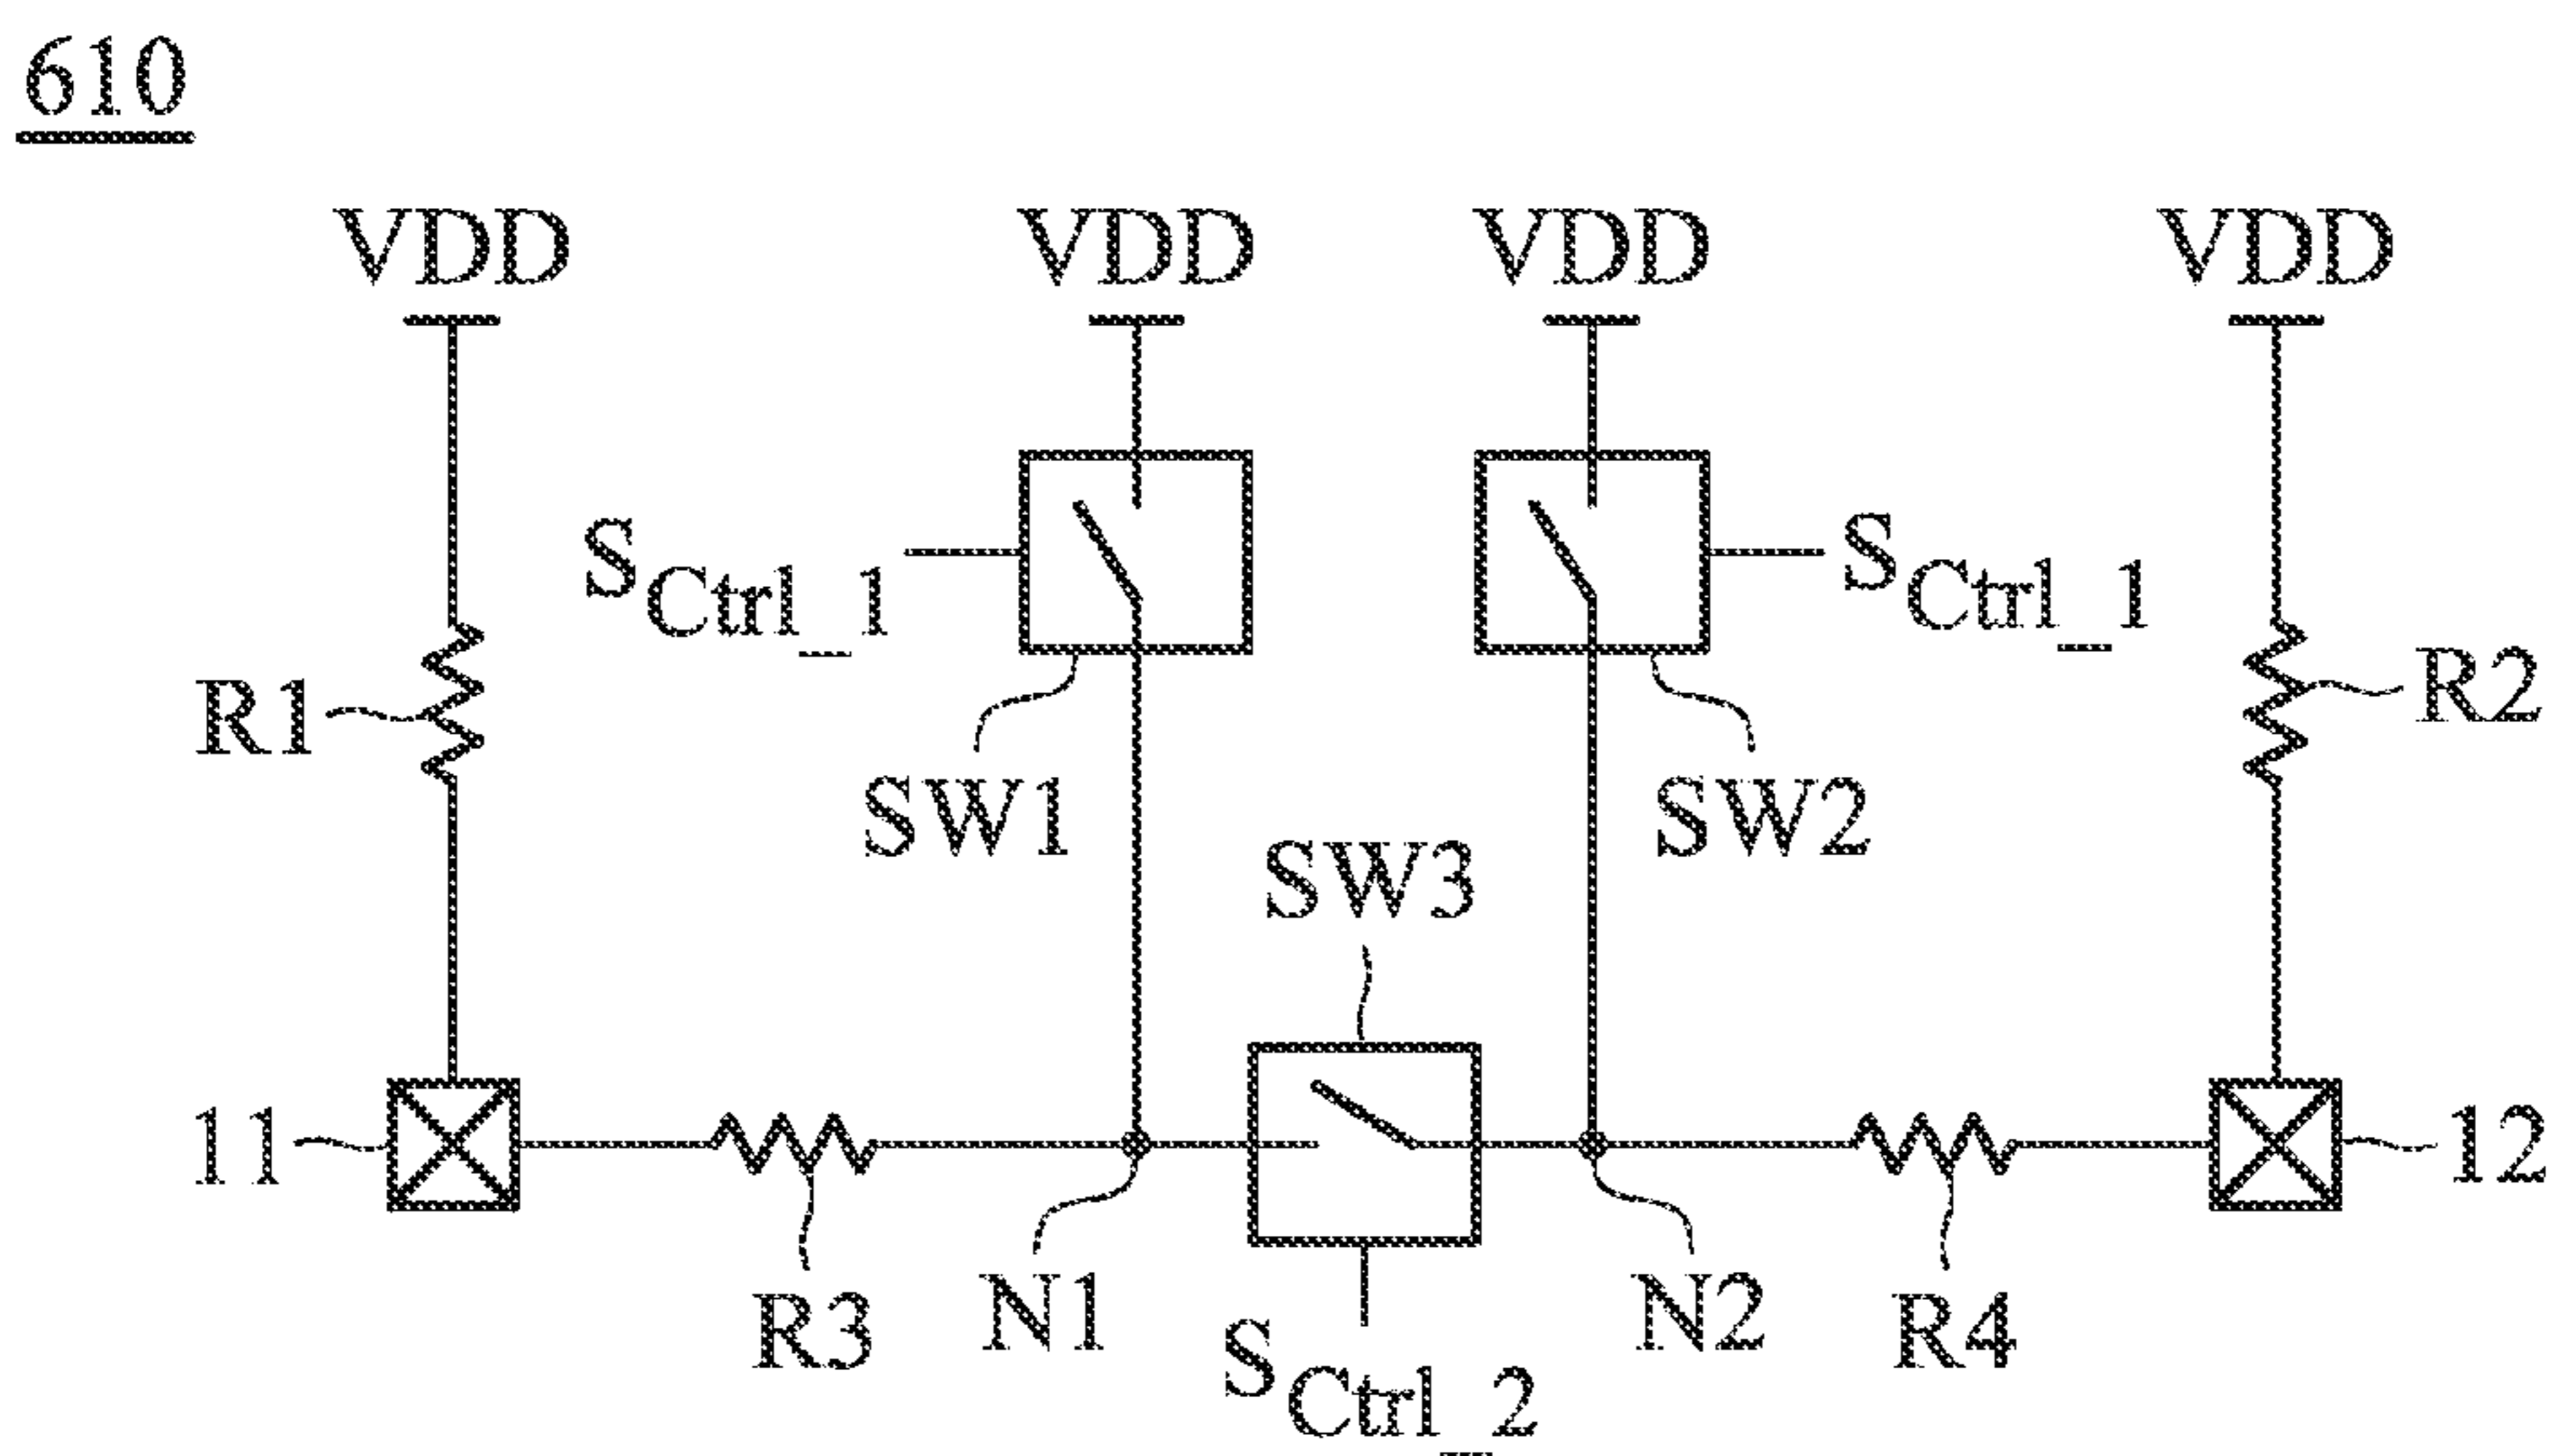 610
VDD VDD VDD VDD
SCtrl_1 SCtrl_1
R1 R2
SW1 SW2
SW3
11 12
R3 N1 N2 R4
SCtrl_2